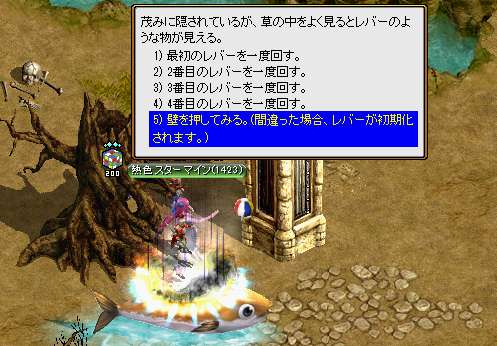 茂みに隠されているが、草の中をよく見るとレバーのよ
うな物が見える。
1) 最初のレバーを一度回す。
2) 2番目のレバーを一度回す。
3) 3番目のレバーを一度回す。
4) 4番目のレバーを一度回す。
5) 壁を押してみる。(間違った場合、レバーが初期化
されます。)
200
熱色スターマイン(1423)